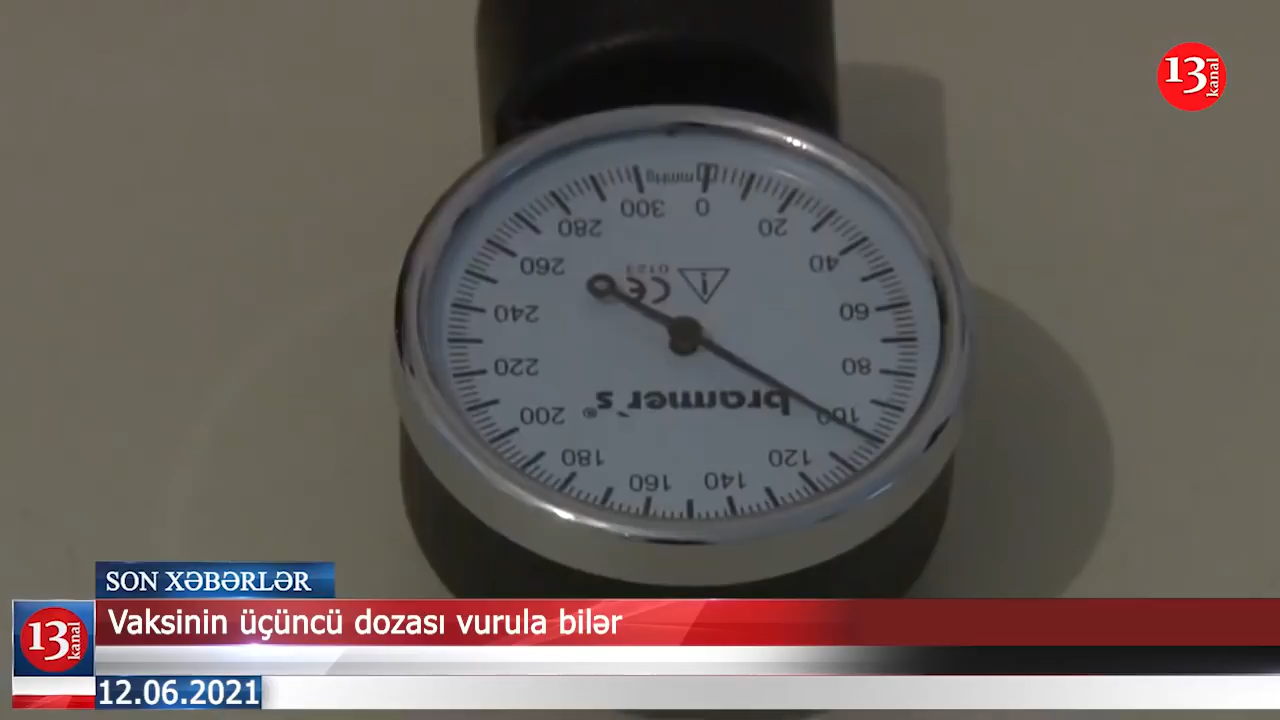 13 kanal
mmHg
0
20
40
60
80
100
120
140
160
180
200
220
240
260
280
300
CE 0123
i
branner's®
SON XƏBƏRLƏR
Vaksinin üçüncü dozası vurula bilər
13 kanal
12.06.2021